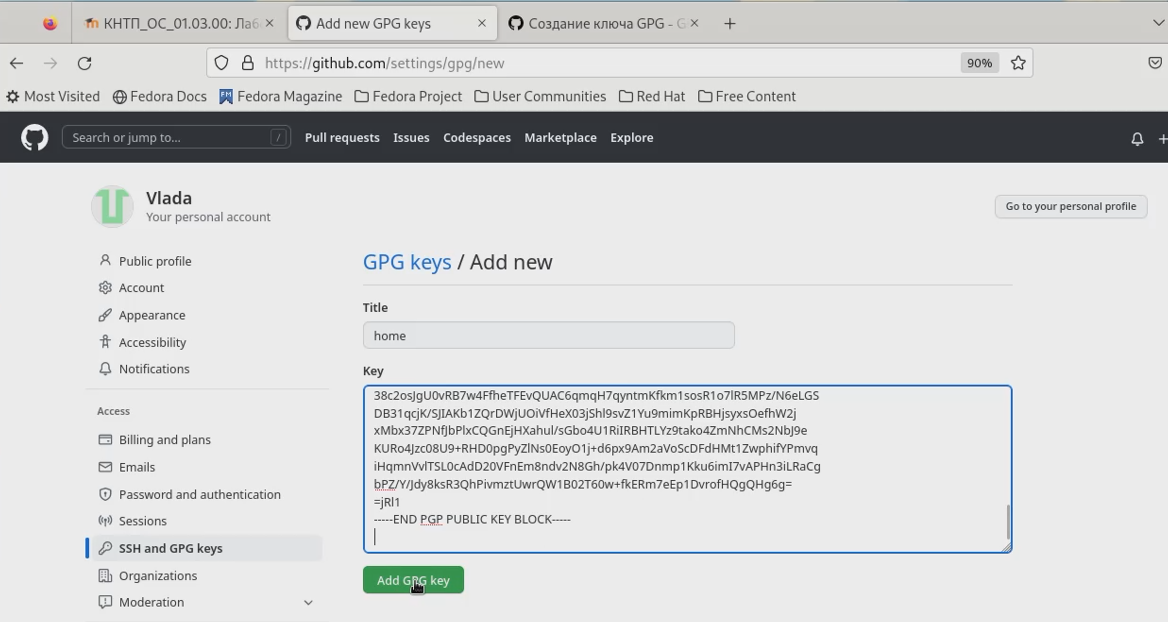 КНТП_ОС_01.03.00: Лаб
Add new GPG keys
Создание ключа GPG - G
https://github.com/settings/gpg/new
90%
Most Visited
Fedora Docs
Fedora Magazine
Fedora Project
User Communities
Red Hat
Free Content
Search or jump to...
/
Pull requests
Issues
Codespaces
Marketplace
Explore
Vlada
Your personal account
Go to your personal profile
Public profile
Account
Appearance
Accessibility
Notifications
Access
Billing and plans
Emails
Password and authentication
Sessions
SSH and GPG keys
Organizations
Moderation
GPG keys / Add new
Title
home
Key
38c2osJgU0vRB7w4FfheTFEvQUAC6qmqH7qyntmKfkm1sosR1o7lR5MPz/N6eLGS
DB31qcjK/SJIAKb1ZQrDWjUOiVfHeX03jShl9svZ1Yu9mimKpRBHjsyxsOefhW2j
xMbx37ZPNfJbPlxCQGnEjHXahul/sGbo4U1RiIRBHTLYz9tako4ZmNhCMs2NbJ9e
KURo4Jzc08U9+RHD0pgPyZlNs0EoyO1j+d6px9Am2aVoScDFdHMt1ZwphifYPmvq
iHqmnVvlTSL0cAdD20VFnEm8ndv2N8Gh/pk4V07Dnmp1Kku6imI7vAPHn3iLRaCg
bPZ/Y/Jdy8ksR3QhPivmztUwrQW1B02T60w+fkERm7eEp1DvrofHQgQHg6g=
=jRl1
-----END PGP PUBLIC KEY BLOCK-----
Add GPG key